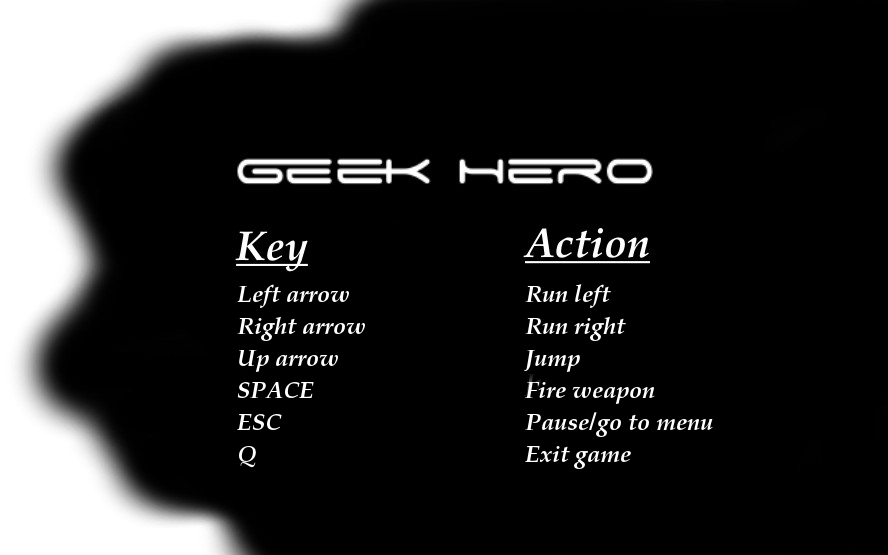 GEEK HERO
Key Action
Left arrow Run left
Right arrow Run right
Up arrow Jump
SPACE Fire weapon
ESC Pause/go to menu
Q Exit game